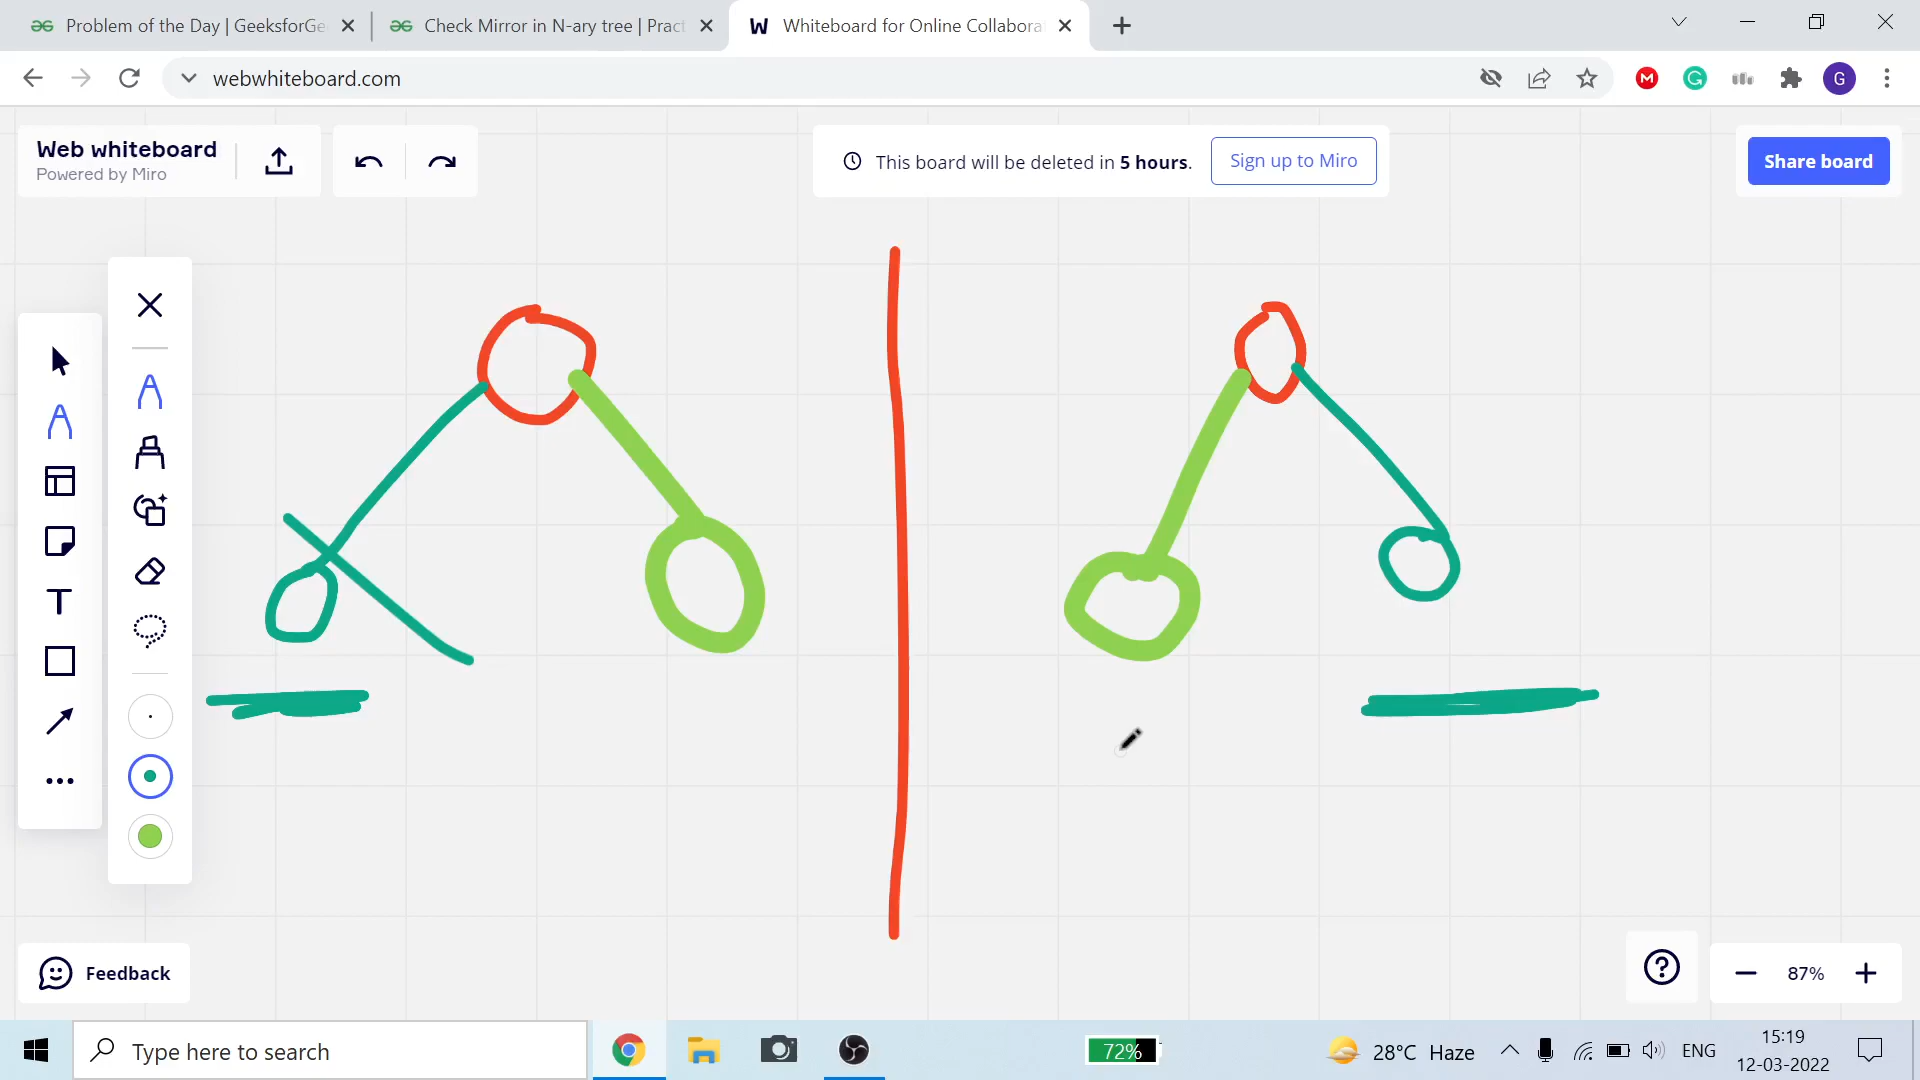 Problem of the Day | GeeksforGe
Check Mirror in N-ary tree | Pract
W Whiteboard for Online Collabora
webwhiteboard.com
M
G
G
Web whiteboard
Powered by Miro
This board will be deleted in 5 hours.
Sign up to Miro
Share board
T
Feedback
87%
Type here to search
72%
28°C Haze
ENG
15:19
12-03-2022